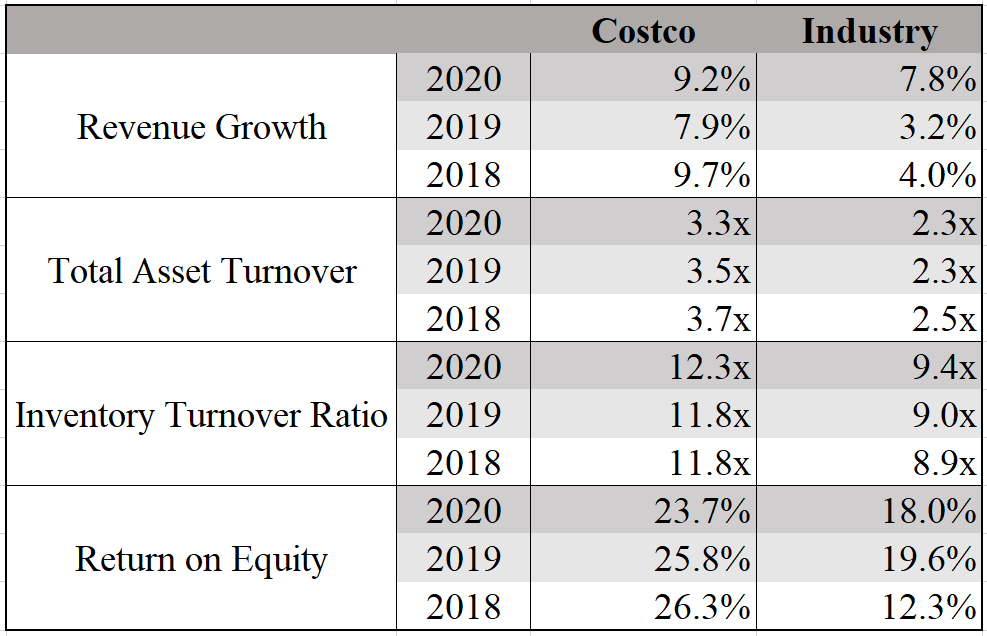 Costco Industry
2020 9.2% 7.8%
Revenue Growth 2019 7.9% 3.2%
2018 9.7% 4.0%
2020 3.3x 2.3x
Total Asset Turnover 2019 3.5x 2.3x
2018 3.7x 2.5x
2020 12.3x 9.4x
Inventory Turnover Ratio 2019 11.8x 9.0x
2018 11.8x 8.9x
2020 23.7% 18.0%
Return on Equity 2019 25.8% 19.6%
2018 26.3% 12.3%